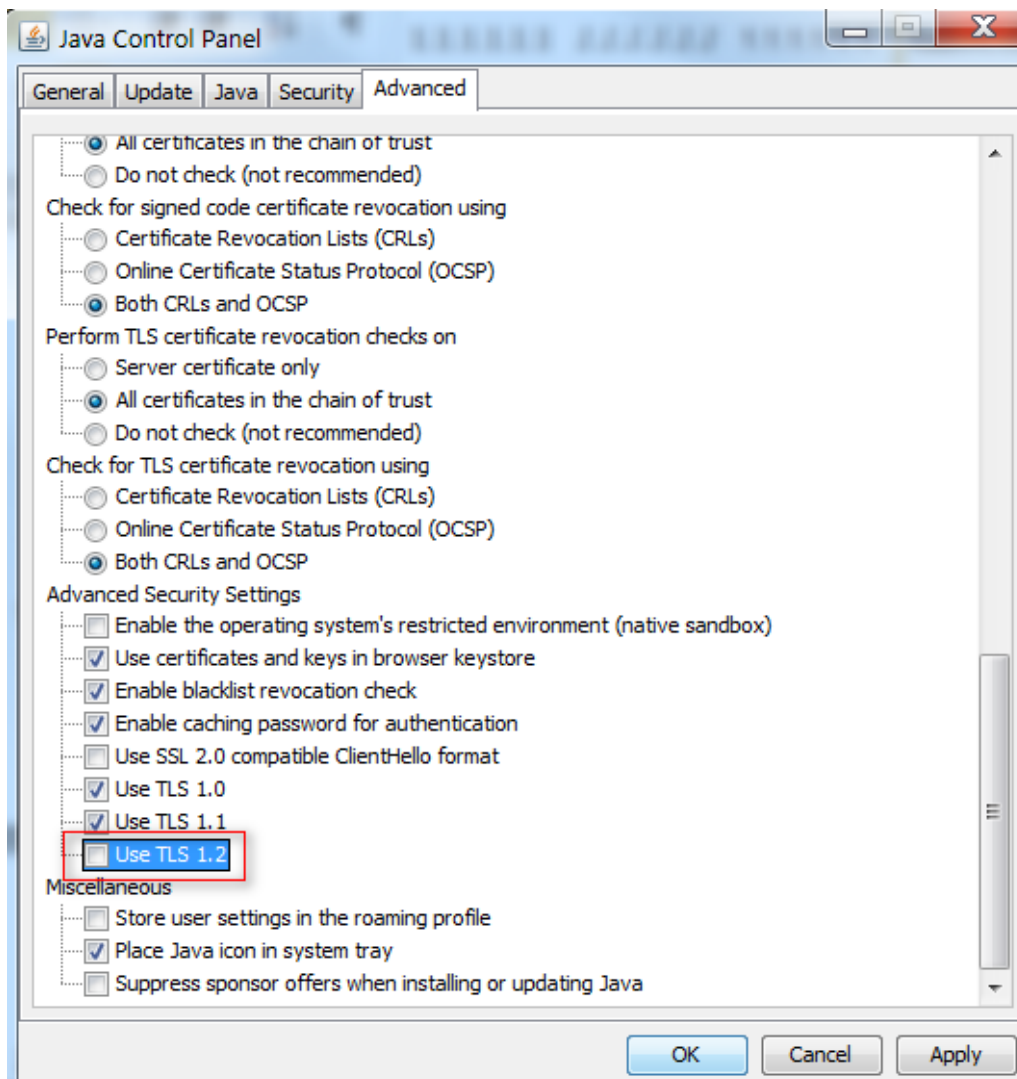 Java Control Panel
General Update Java Security Advanced
All certificates in the chain of trust
Do not check (not recommended)
Check for signed code certificate revocation using
Certificate Revocation Lists (CRLs)
Online Certificate Status Protocol (OCSP)
Both CRLs and OCSP
Perform TLS certificate revocation checks on
Server certificate only
All certificates in the chain of trust
Do not check (not recommended)
Check for TLS certificate revocation using
Certificate Revocation Lists (CRLs)
Online Certificate Status Protocol (OCSP)
Both CRLs and OCSP
Advanced Security Settings
Enable the operating system's restricted environment (native sandbox)
Use certificates and keys in browser keystore
Enable blacklist revocation check
Enable caching password for authentication
Use SSL 2.0 compatible ClientHello format
Use TLS 1.0
Use TLS 1.1
Use TLS 1.2
Miscellaneous
Store user settings in the roaming profile
Place Java icon in system tray
Suppress sponsor offers when installing or updating Java
OK Cancel Apply